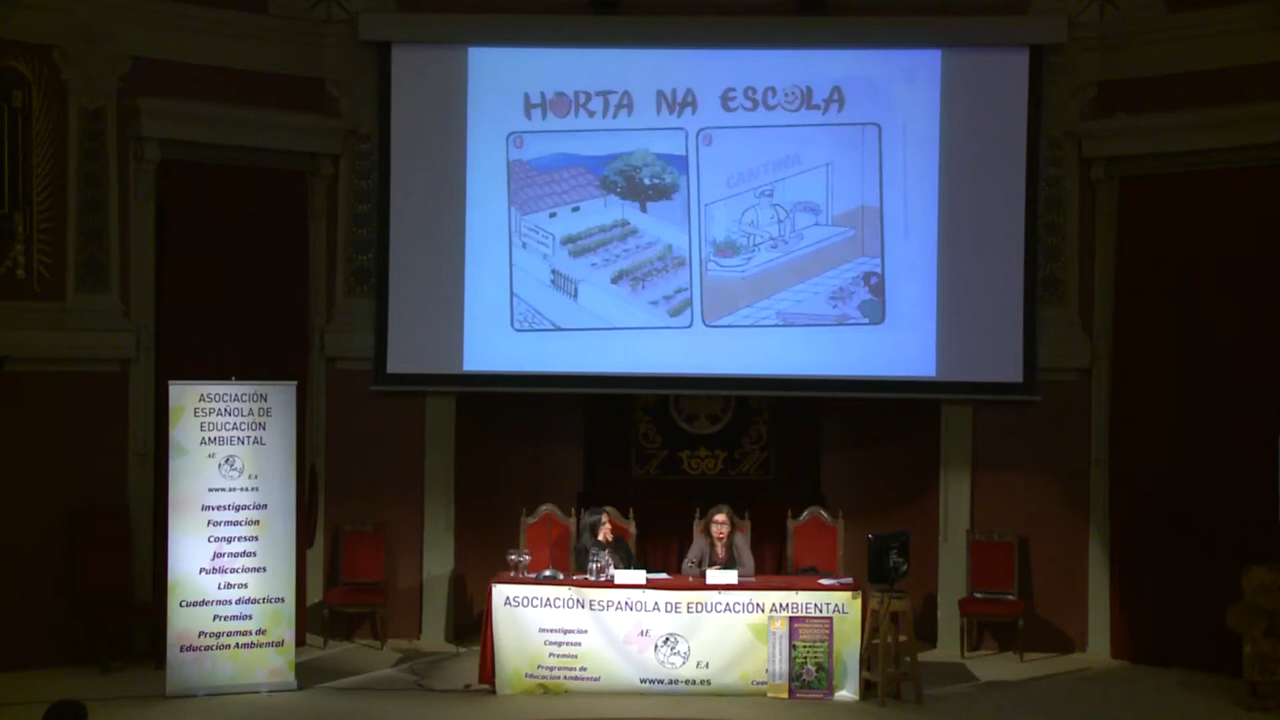 HORTA NA ESCOLA
CANTINA
ASOCIACIÓN
ESPAÑOLA DE
EDUCACIÓN
AMBIENTAL
AE
EA
www.ae-ea.es
Investigación
Formación
Congresos
Jornadas
Publicaciones
Libros
Cuadernos didácticos
Premios
Programas de
Educación Ambiental
ASOCIACIÓN ESPAÑOLA DE EDUCACIÓN AMBIENTAL
Investigación
Congresos
Premios
Programas de
Educación Ambiental
AE
EA
www.ae-ea.es
EDUCACIÓN
AMBIENTAL